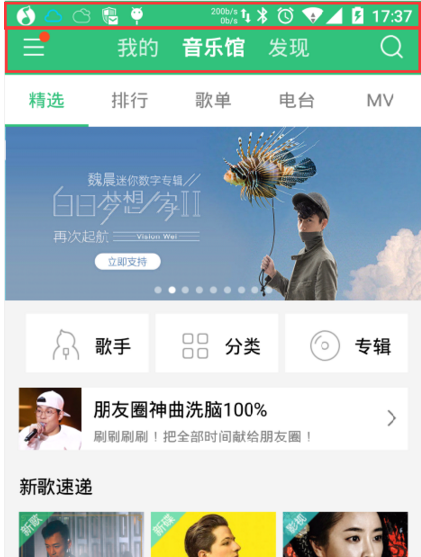 200b/s
0b/s
17:37
我的 音乐馆 发现
精选 排行 歌单 电台 MV
魏晨迷你数字专辑
白日梦想/家II
再次起航 Vision Wei
立即支持
歌手 分类 专辑
朋友圈神曲洗脑100%
刷刷刷刷！把全部时间献给朋友圈！
新歌速递
新歌 新碟 影视